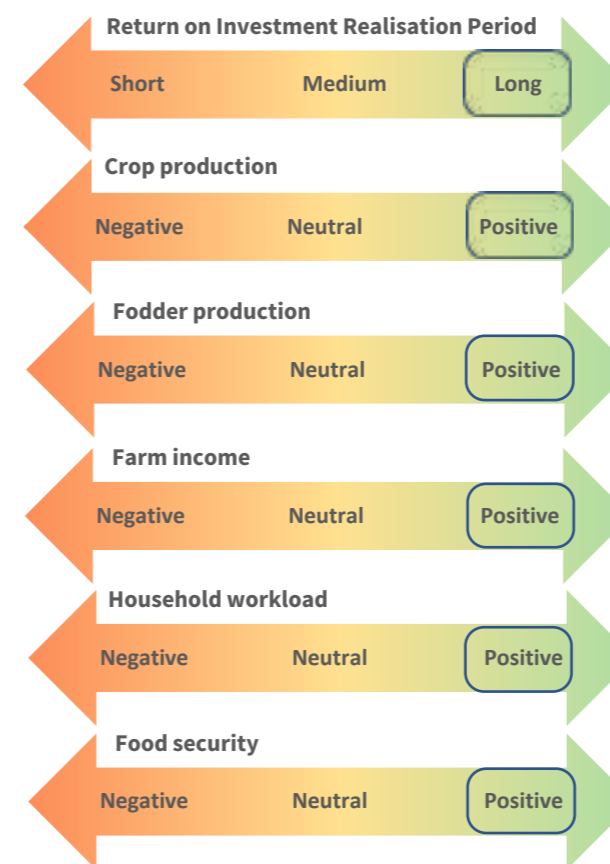 Return on Investment Realisation Period
Short Medium Long
Crop production
Negative Neutral Positive
Fodder production
Negative Neutral Positive
Farm income
Negative Neutral Positive
Household workload
Negative Neutral Positive
Food security
Negative Neutral Positive